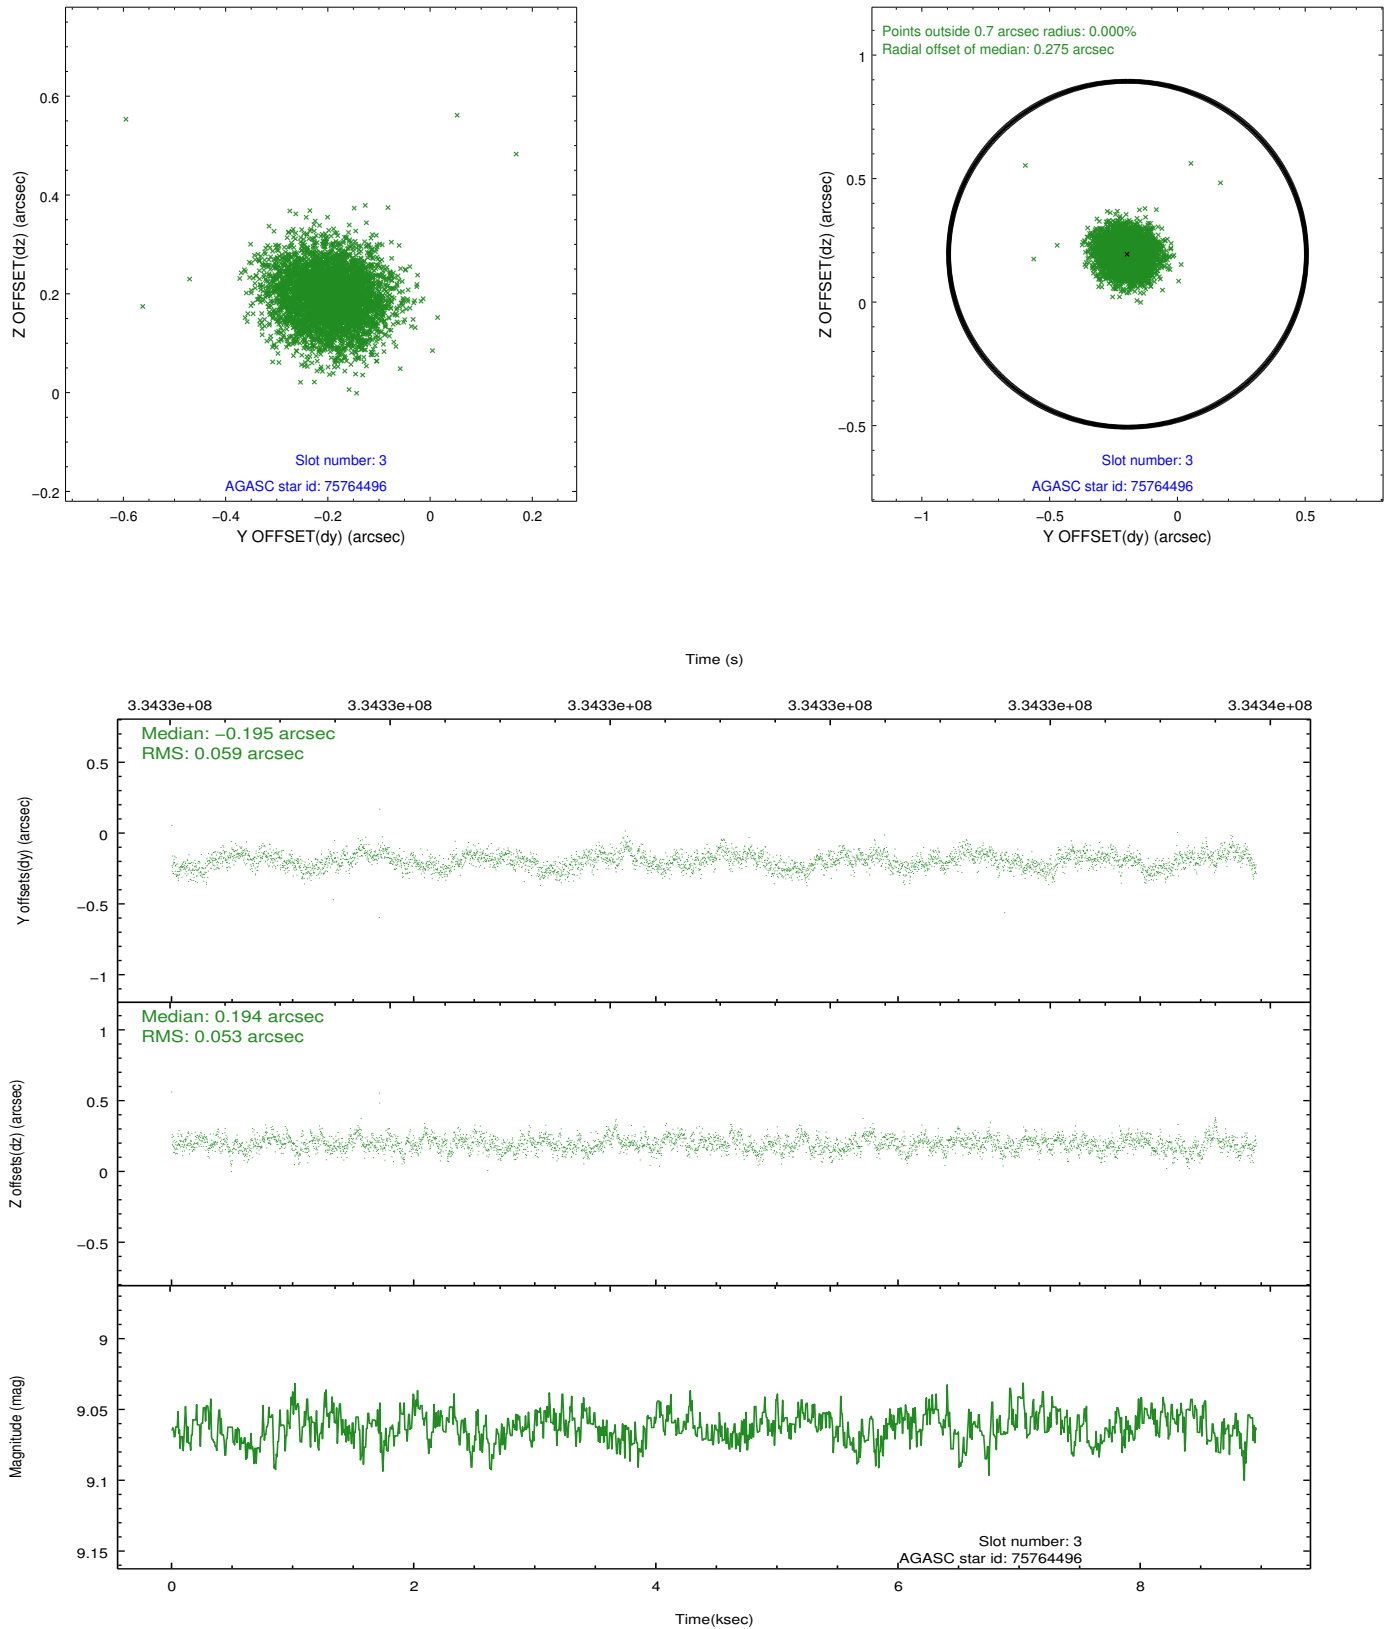 0.6
0.4
0.2
0
−0.2
Z OFFSET(dz) (arcsec)
−0.6 −0.4 −0.2 0 0.2
Y OFFSET(dy) (arcsec)
Slot number: 3
AGASC star id: 75764496
Points outside 0.7 arcsec radius: 0.000%
Radial offset of median: 0.275 arcsec
1
0.5
0
−0.5
Z OFFSET(dz) (arcsec)
−1 −0.5 0 0.5
Y OFFSET(dy) (arcsec)
Slot number: 3
AGASC star id: 75764496
Time (s)
3.3433e+08 3.3433e+08 3.3433e+08 3.3433e+08 3.3433e+08 3.3434e+08
Median: −0.195 arcsec
RMS: 0.059 arcsec
0.5
0
−0.5
−1
Y offsets(dy) (arcsec)
Median: 0.194 arcsec
RMS: 0.053 arcsec
1
0.5
0
−0.5
Z offsets(dz) (arcsec)
9
9.05
9.1
9.15
Magnitude (mag)
Slot number: 3
AGASC star id: 75764496
0 2 4 6 8
Time(ksec)